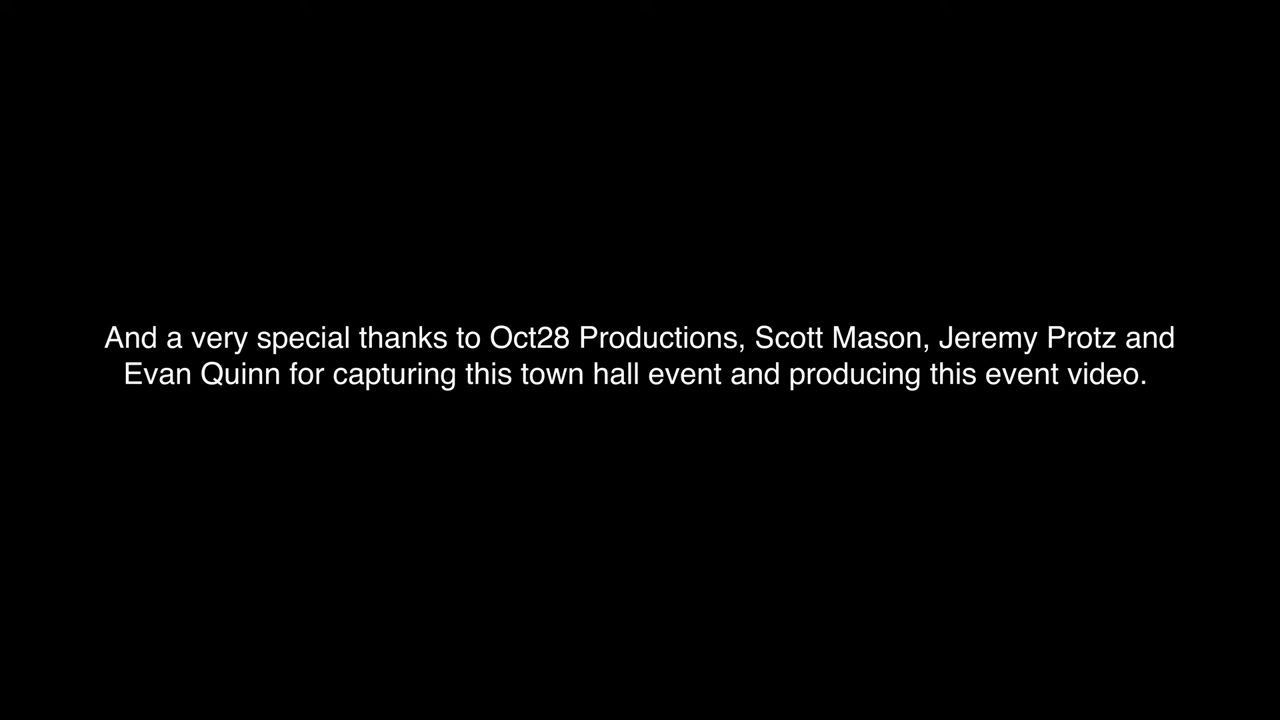 And a very special thanks to Oct28 Productions, Scott Mason, Jeremy Protz and
Evan Quinn for capturing this town hall event and producing this event video.